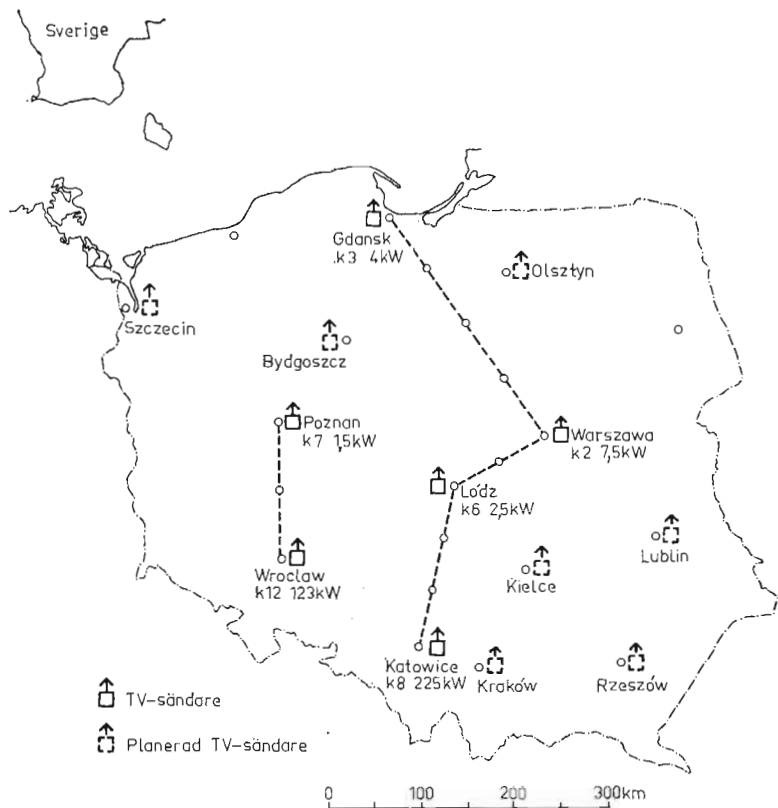 Sverige
Gdansk
.k3 4kW
Olsztyn
Szczecin
Bydgoszcz
Poznan
k7 1,5kW
Warszawa
k2 7,5kW
Lódz
k6 2,5kW
Lublin
Wroclaw
k12 123kW
Kielce
Katowice
k8 225kW
Kraków
Rzeszów
TV-sändare
Planerad TV-sändare
0 100 200 300km